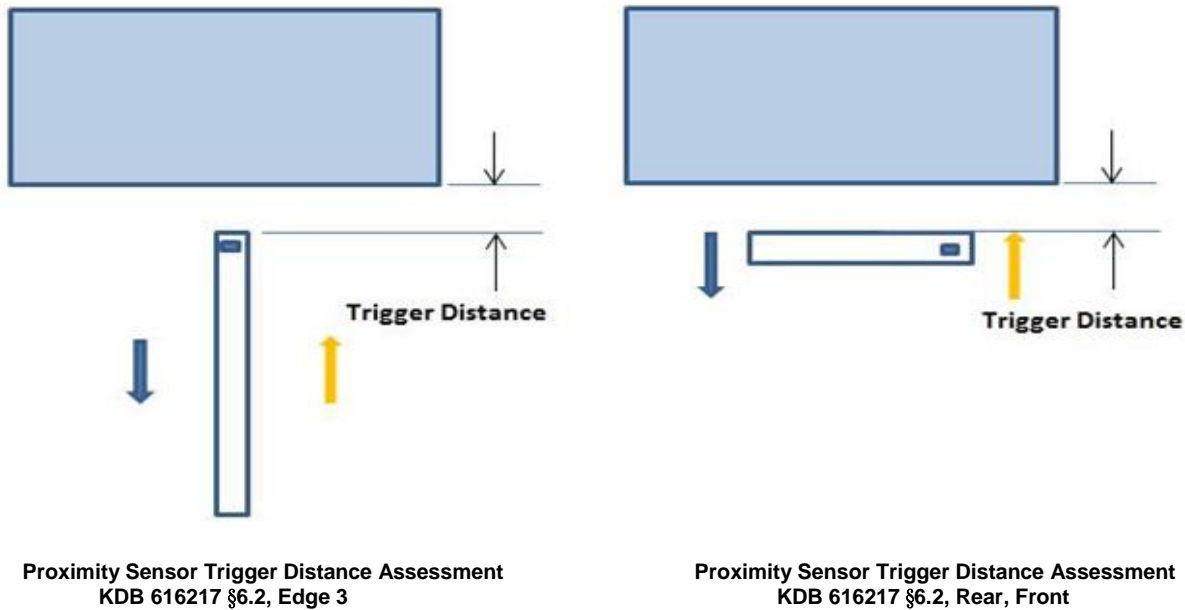 Trigger Distance
Trigger Distance
Proximity Sensor Trigger Distance Assessment
KDB 616217 §6.2, Edge 3
Proximity Sensor Trigger Distance Assessment
KDB 616217 §6.2, Rear, Front